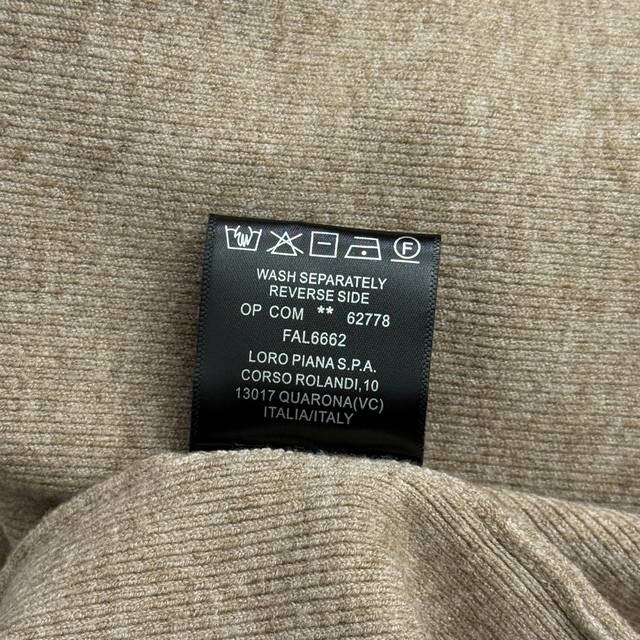 F
WASH SEPARATELY
REVERSE SIDE
OP COM ** 62778
FAL6662
LORO PIANA S.P.A.
CORSO ROLANDI,10
13017 QUARONA(VC)
ITALIA/ITALY